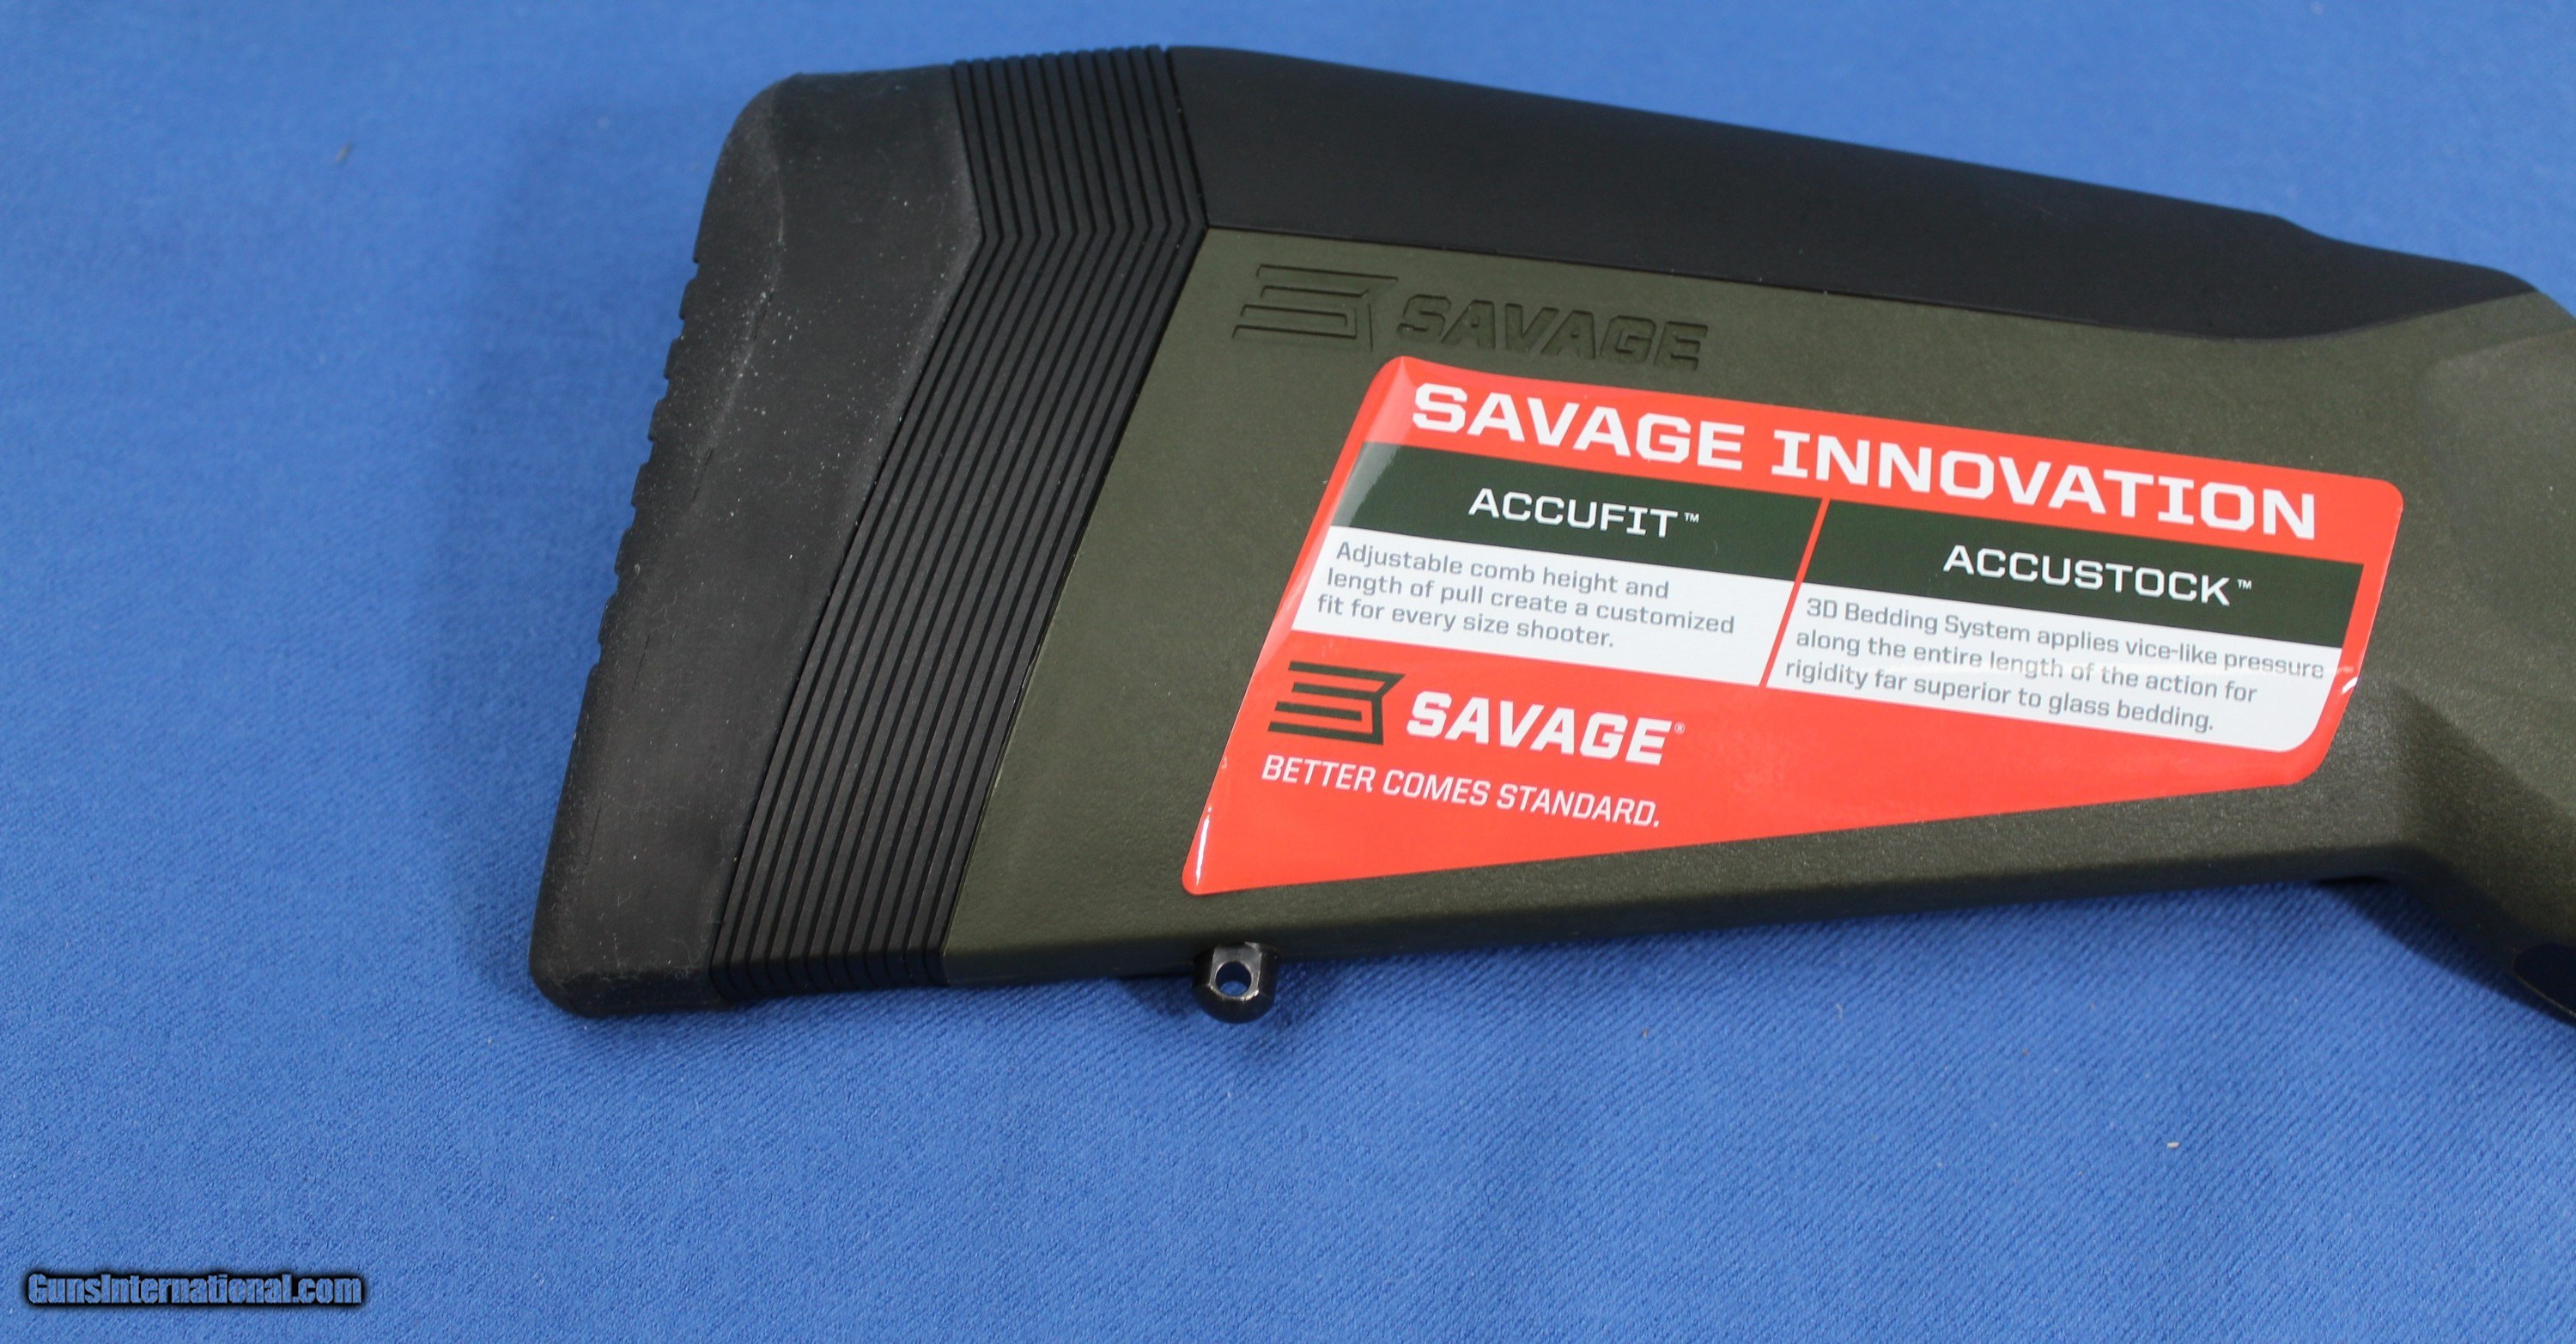 SAVAGE
SAVAGE INNOVATION
ACCUFIT™
Adjustable comb height and
length of pull create a customized
fit for every size shooter.
ACCUSTOCK™
3D Bedding System applies vice-like pressure
along the entire length of the action for
rigidity far superior to glass bedding.
SAVAGE®
BETTER COMES STANDARD.
GunsInternational.com